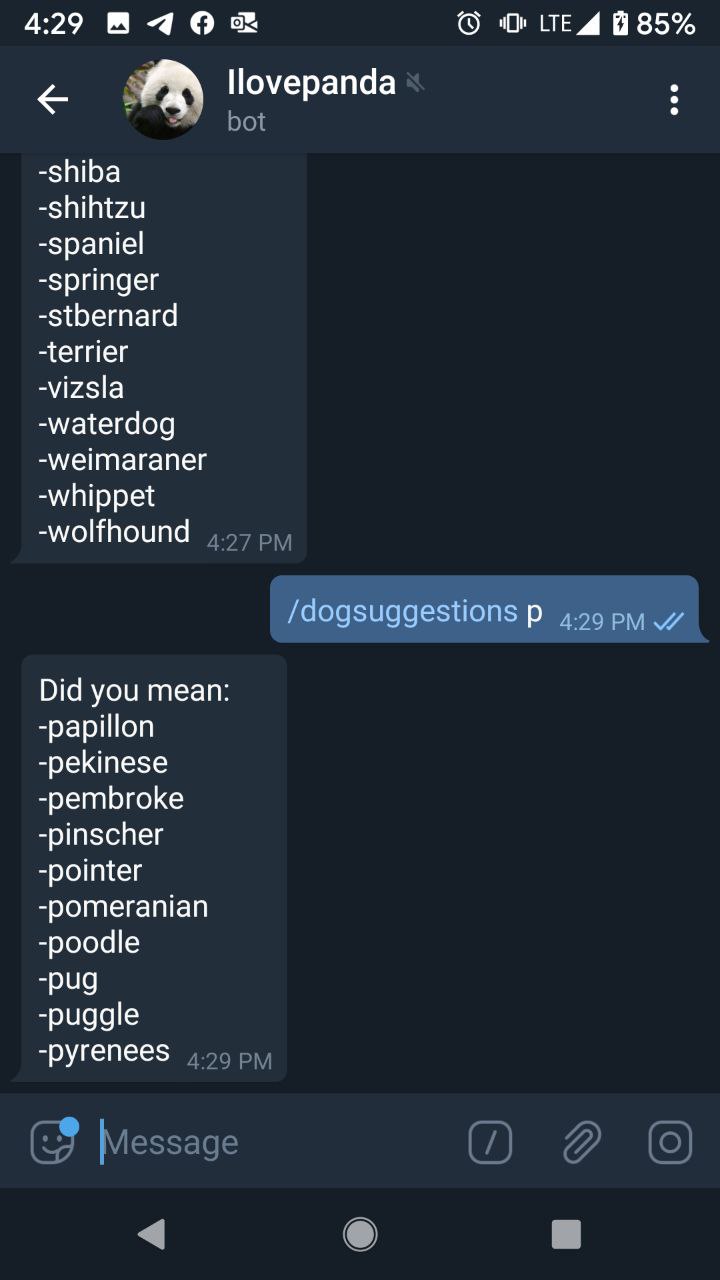 4:29 LTE 85%
Ilovepanda
bot
-shiba
-shihtzu
-spaniel
-springer
-stbernard
-terrier
-vizsla
-waterdog
-weimaraner
-whippet
-wolfhound 4:27 PM
/dogsuggestions p 4:29 PM
Did you mean:
-papillon
-pekinese
-pembroke
-pinscher
-pointer
-pomeranian
-poodle
-pug
-puggle
-pyrenees 4:29 PM
Message